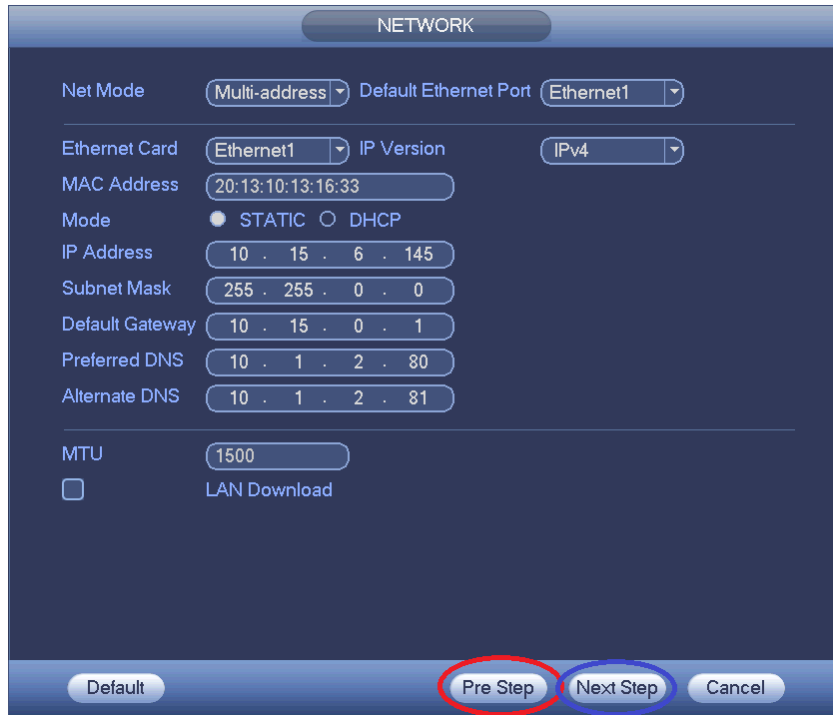 NETWORK
Net Mode Multi-address Default Ethernet Port Ethernet1
Ethernet Card Ethernet1 IP Version IPv4
MAC Address 20:13:10:13:16:33
Mode STATIC DHCP
IP Address 10 . 15 . 6 . 145
Subnet Mask 255 . 255 . 0 . 0
Default Gateway 10 . 15 . 0 . 1
Preferred DNS 10 . 1 . 2 . 80
Alternate DNS 10 . 1 . 2 . 81
MTU 1500
LAN Download
Default Pre Step Next Step Cancel